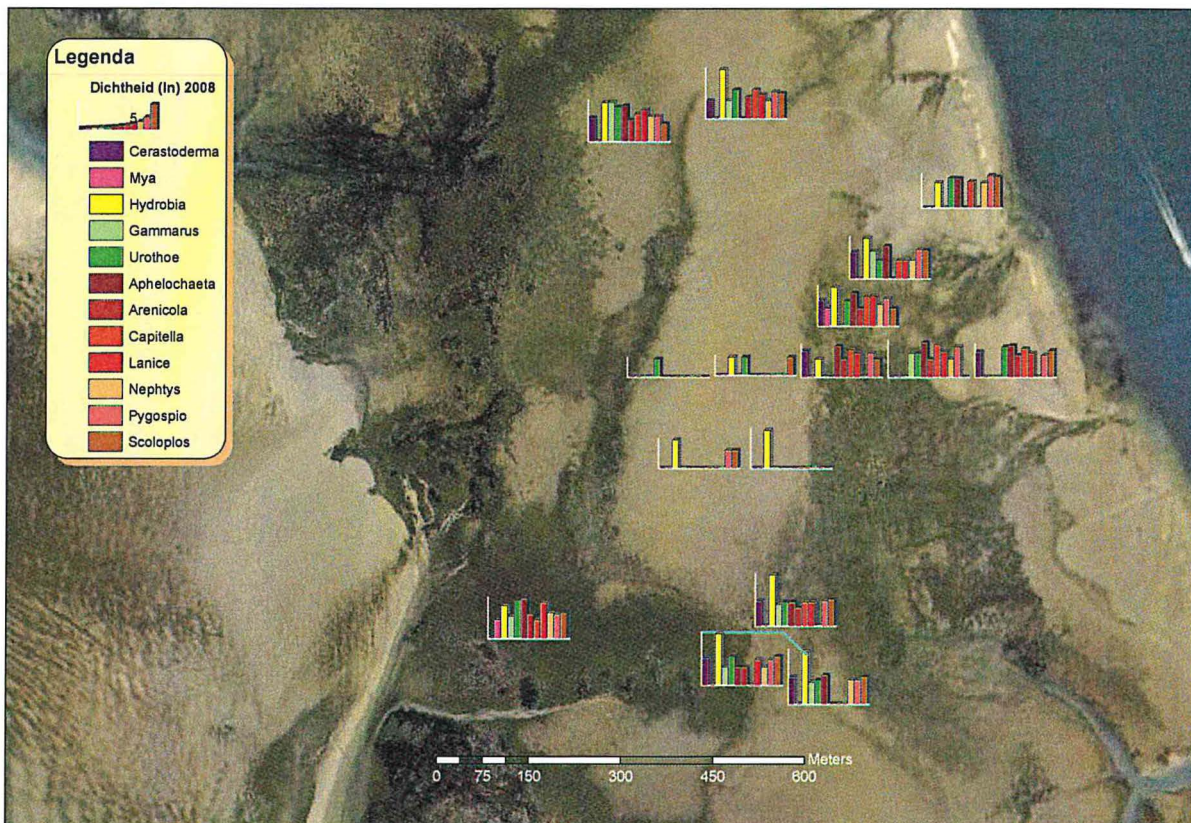 Legenda
Dichtheid (ln) 2008
5
Cerastoderma
Mya
Hydrobia
Gammarus
Urothoe
Aphelochaeta
Arenicola
Capitella
Lanice
Nephtys
Pygospio
Scoloplos
Meters
0 75 150 300 450 600